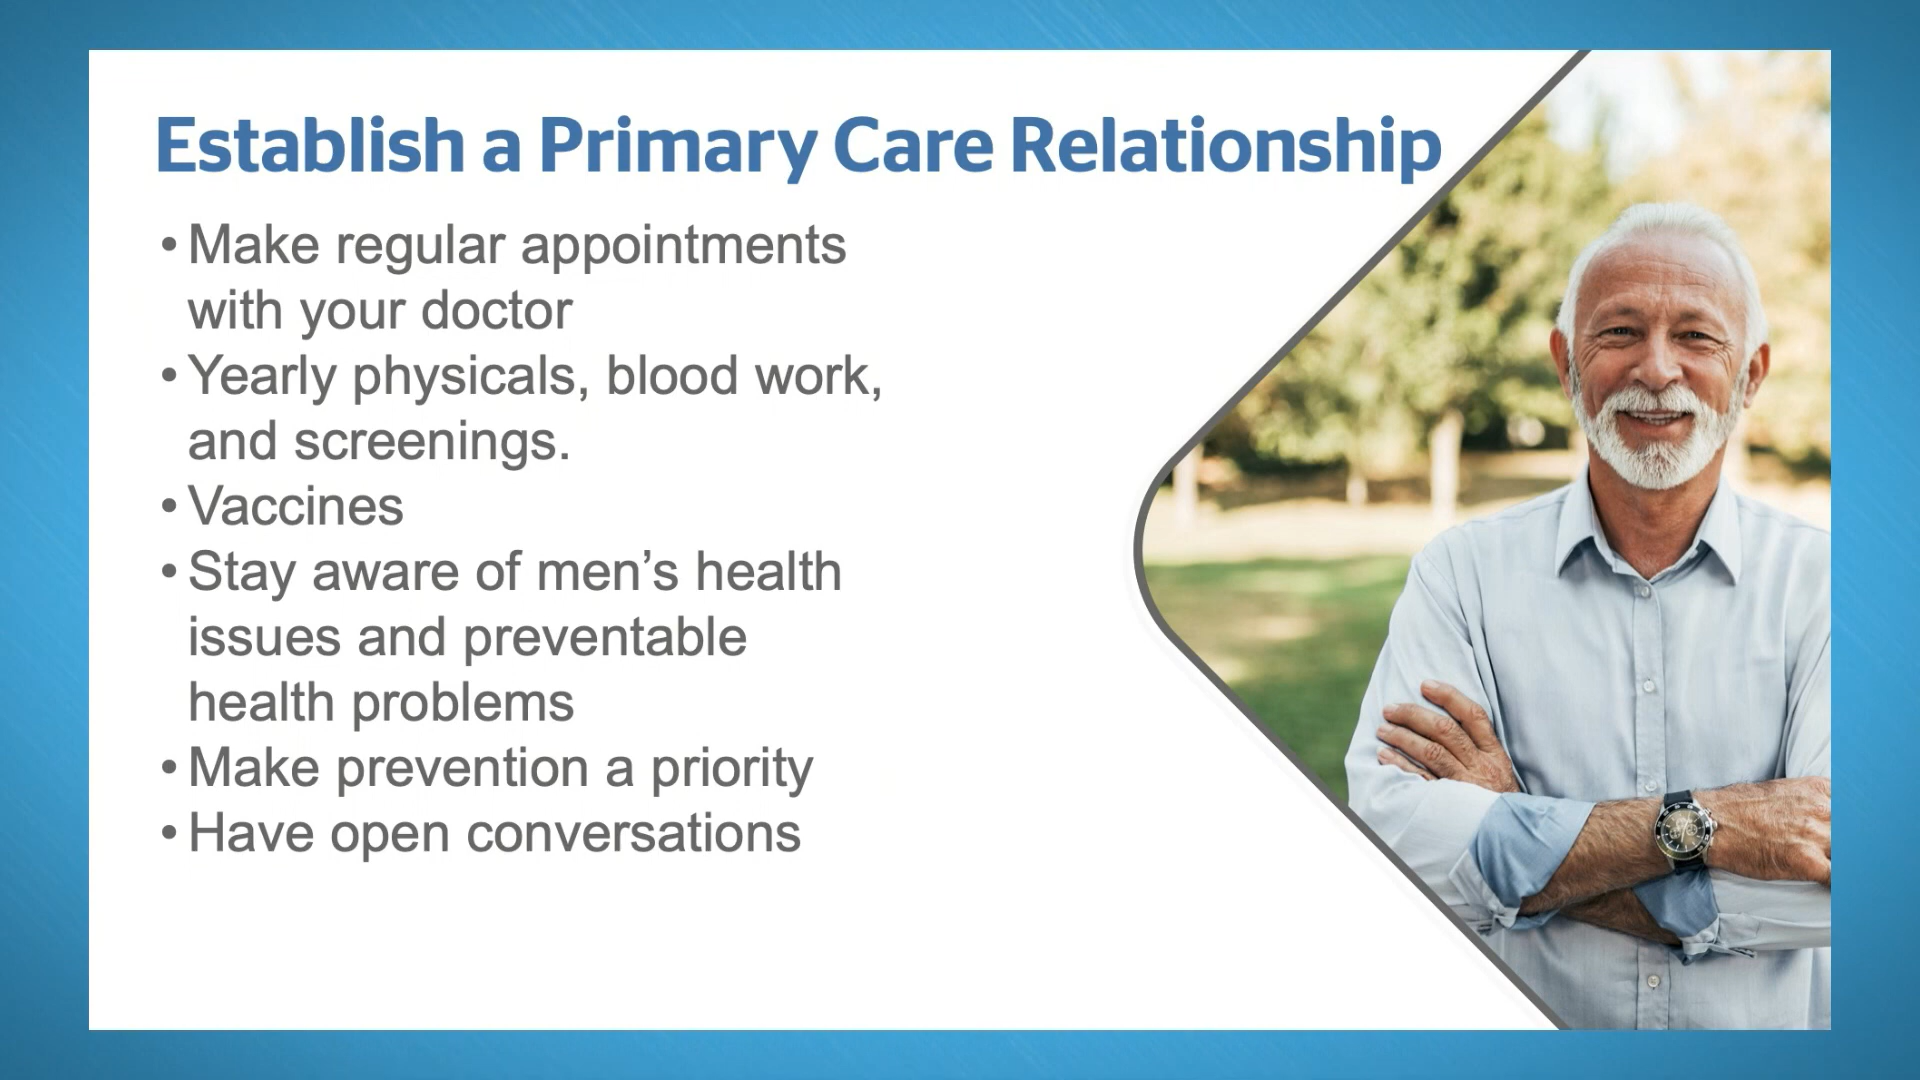 Establish a Primary Care Relationship
• Make regular appointments
with your doctor
• Yearly physicals, blood work,
and screenings.
• Vaccines
• Stay aware of men’s health
issues and preventable
health problems
• Make prevention a priority
• Have open conversations